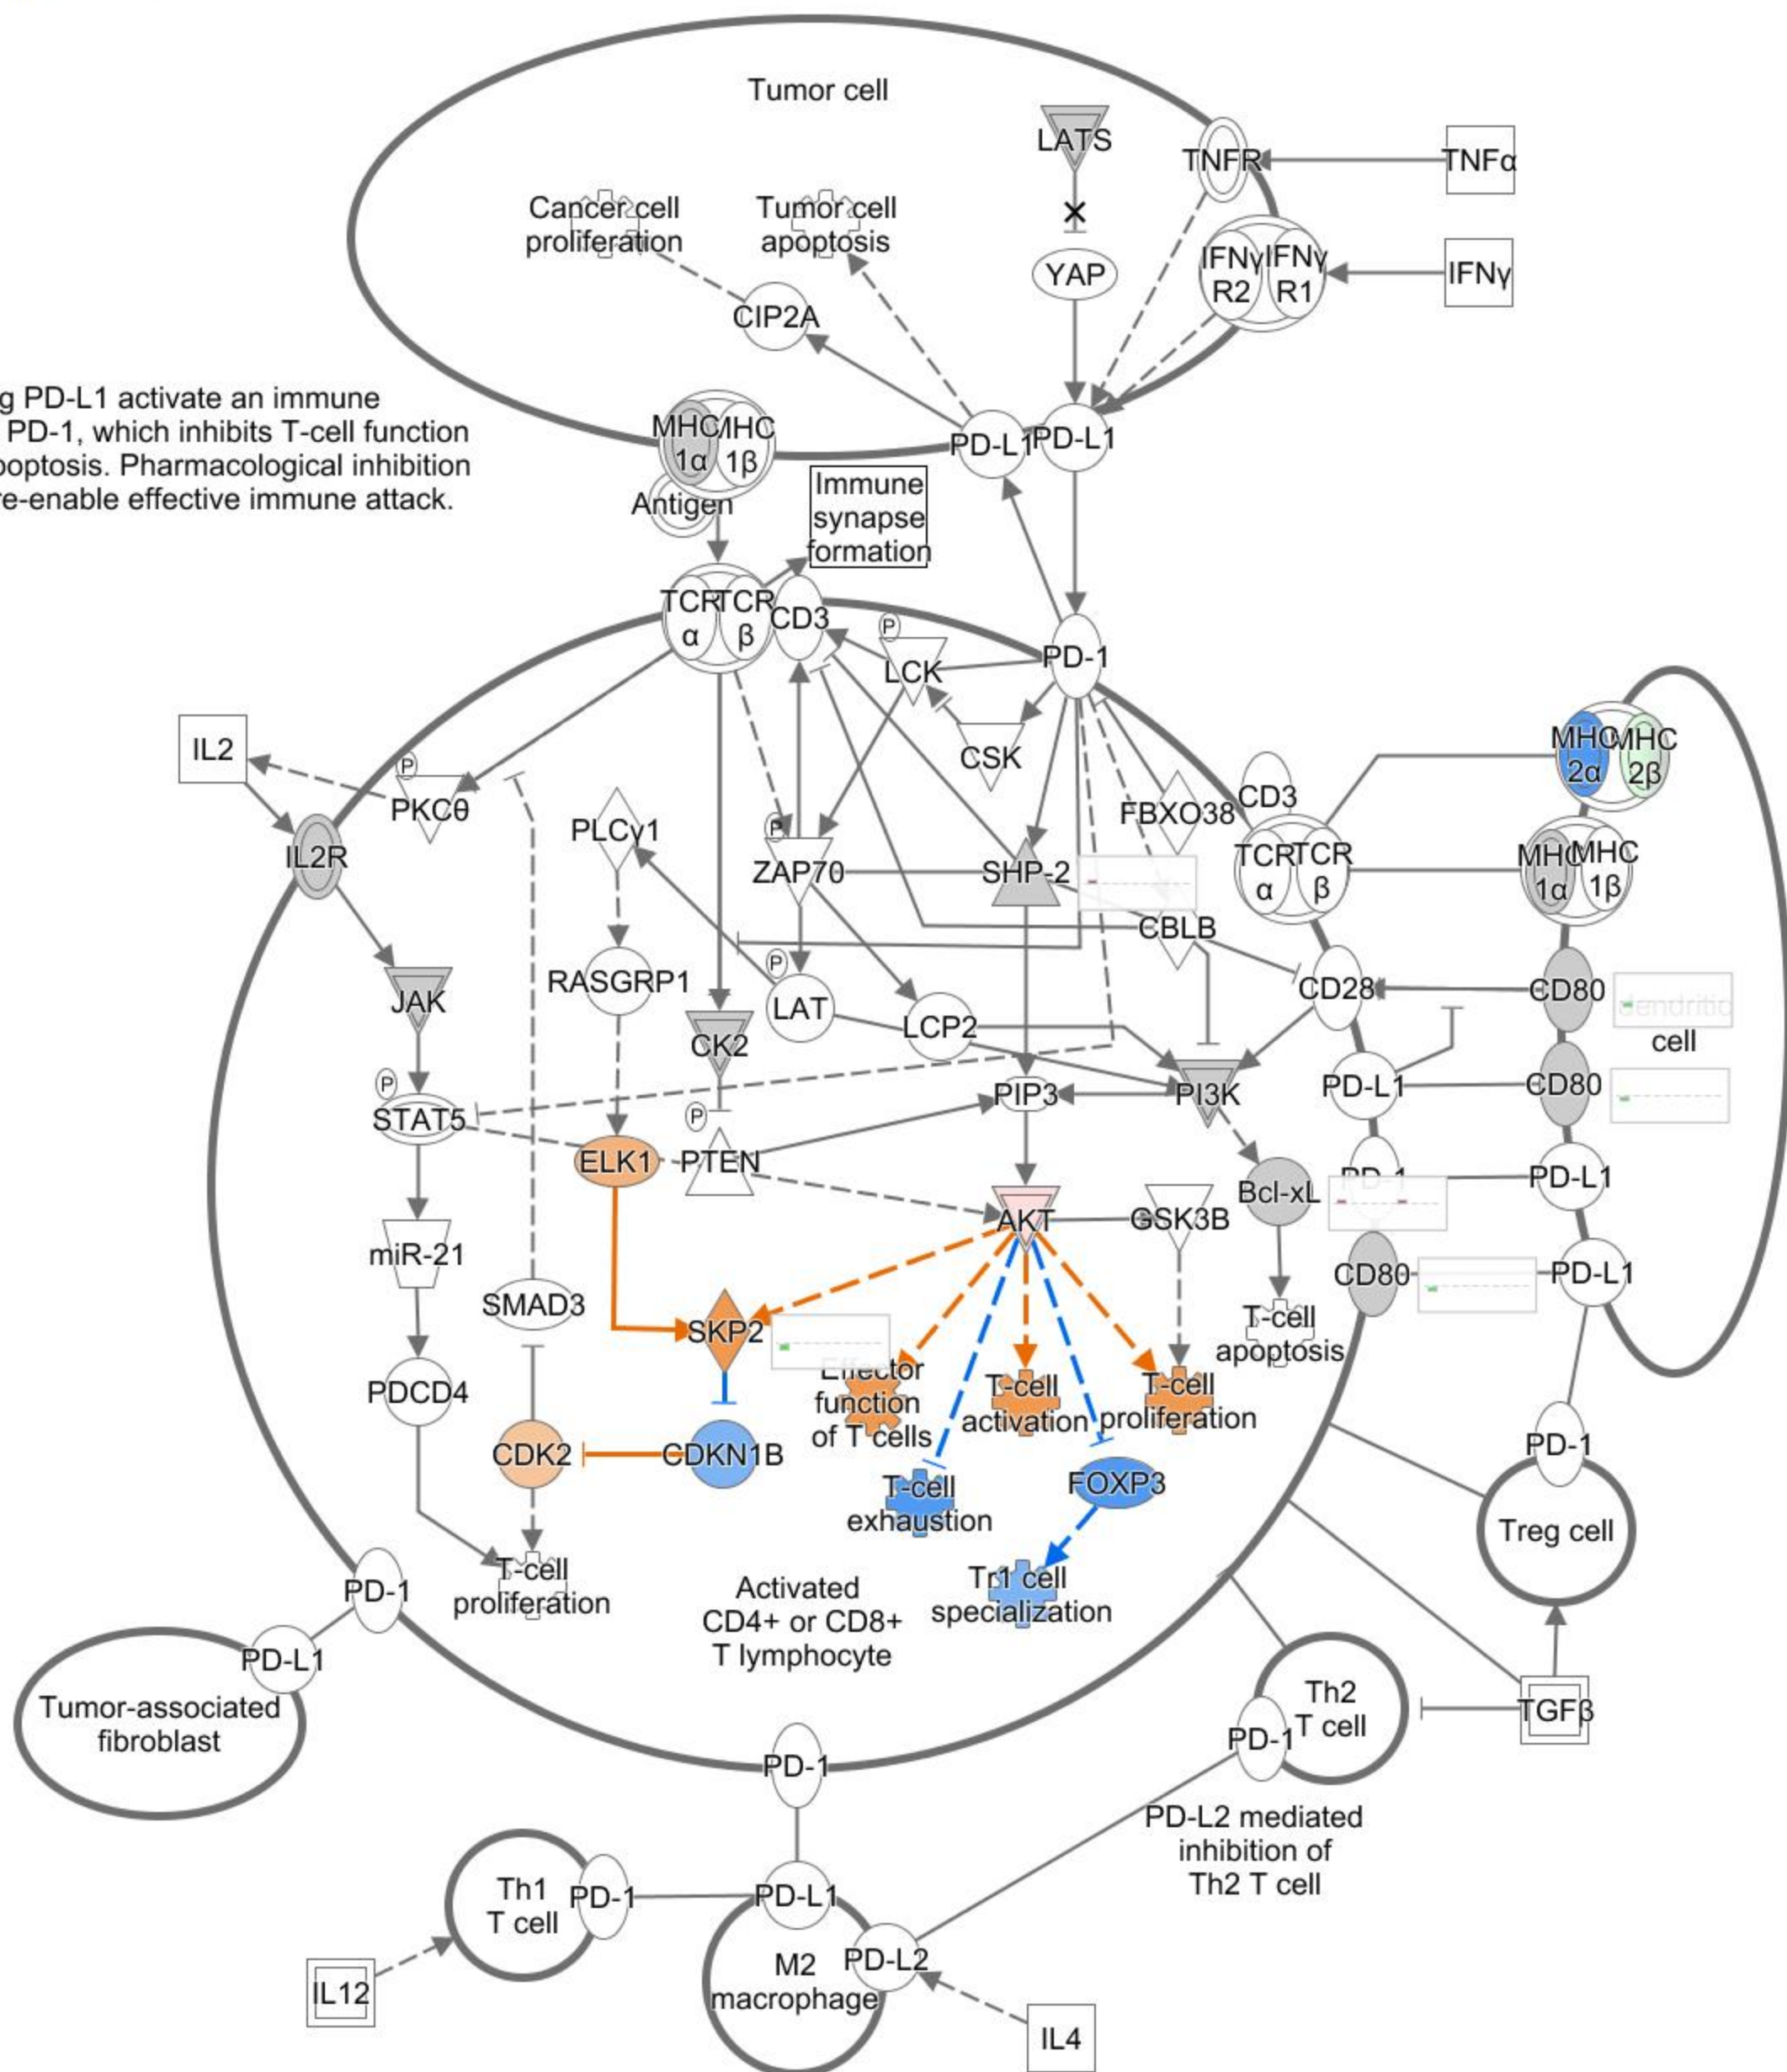 Tumor cell
LATS
TNFR
TNFα
Cancer cell
proliferation
Tumor cell
apoptosis
YAP
IFNγ
R2
IFNγ
R1
IFNγ
CIP2A
g PD-L1 activate an immune
PD-1, which inhibits T-cell function
poptosis. Pharmacological inhibition
re-enable effective immune attack.
MHC
1α
MHC
1β
PD-L1
PD-L1
Antigen
Immune
synapse
formation
TCR
α
TCR
β
CD3
P
LCK
PD-1
IL2
P
PKCθ
CSK
MHC
2α
MHC
2β
IL2R
PLCγ1
P
ZAP70
SHP-2
FBXO38
CD3
TCR
α
TCR
β
MHC
1α
MHC
1β
CBLB
JAK
RASGRP1
P
LAT
LCP2
CK2
CD28
CD80
dendritic
cell
P
STAT5
P
PTEN
PIP3
PI3K
PD-L1
CD80
ELK1
AKT
GSK3B
Bcl-xL
PD-1
PD-L1
miR-21
SMAD3
SKP2
T-cell
apoptosis
CD80
PD-L1
PDCD4
CDK2
CDKN1B
Effector
function
of T cells
T-cell
activation
T-cell
proliferation
T-cell
exhaustion
FOXP3
PD-1
Treg cell
T-cell
proliferation
Activated
CD4+ or CD8+
T lymphocyte
Tr1 cell
specialization
PD-1
PD-L1
Tumor-associated
fibroblast
Th2
T cell
PD-1
TGFβ
PD-1
PD-L2 mediated
inhibition of
Th2 T cell
Th1
T cell
PD-1
PD-L1
M2
macrophage
PD-L2
IL12
IL4